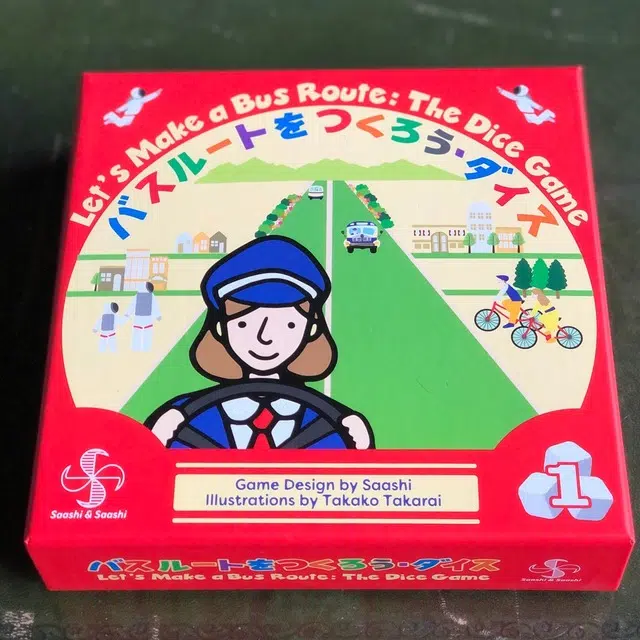 Let's Make a Bus Route: The Dice Game
バスルートをつくろう・ダイス
Game Design by Saashi
Illustrations by Takako Takarai
Saashi & Saashi
1
バスルートをつくろう・ダイス
Let's Make a Bus Route: The Dice Game
Saashi & Saashi